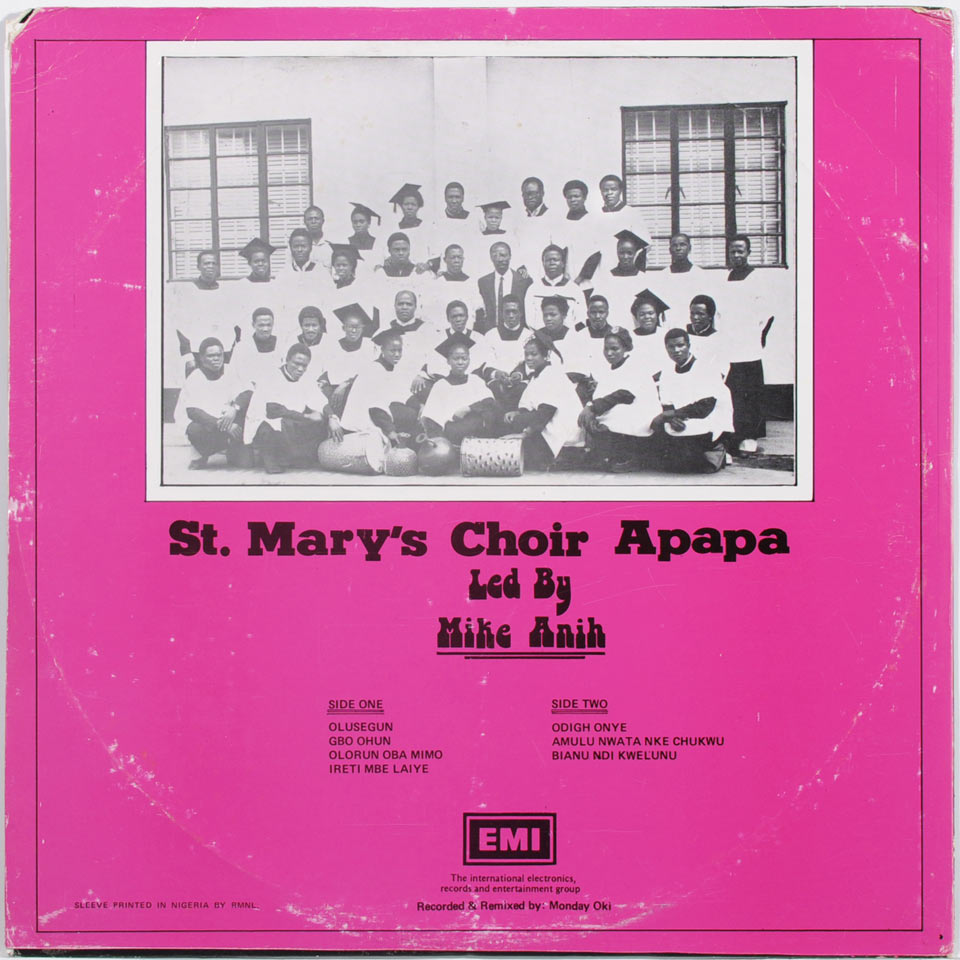 St. Mary's Choir Apapa
Led By
Mike Anih
SIDE ONE
OLUSEGUN
GBO OHUN
OLORUN OBA MIMO
IRETI MBE LAIYE
SIDE TWO
ODIGH ONYE
AMULU NWATA NKE CHUKWU
BIANU NDI KWELUNU
EMI
The international electronics,
records and entertainment group
Recorded & Remixed by: Monday Oki
SLEEVE PRINTED IN NIGERIA BY RMNL.